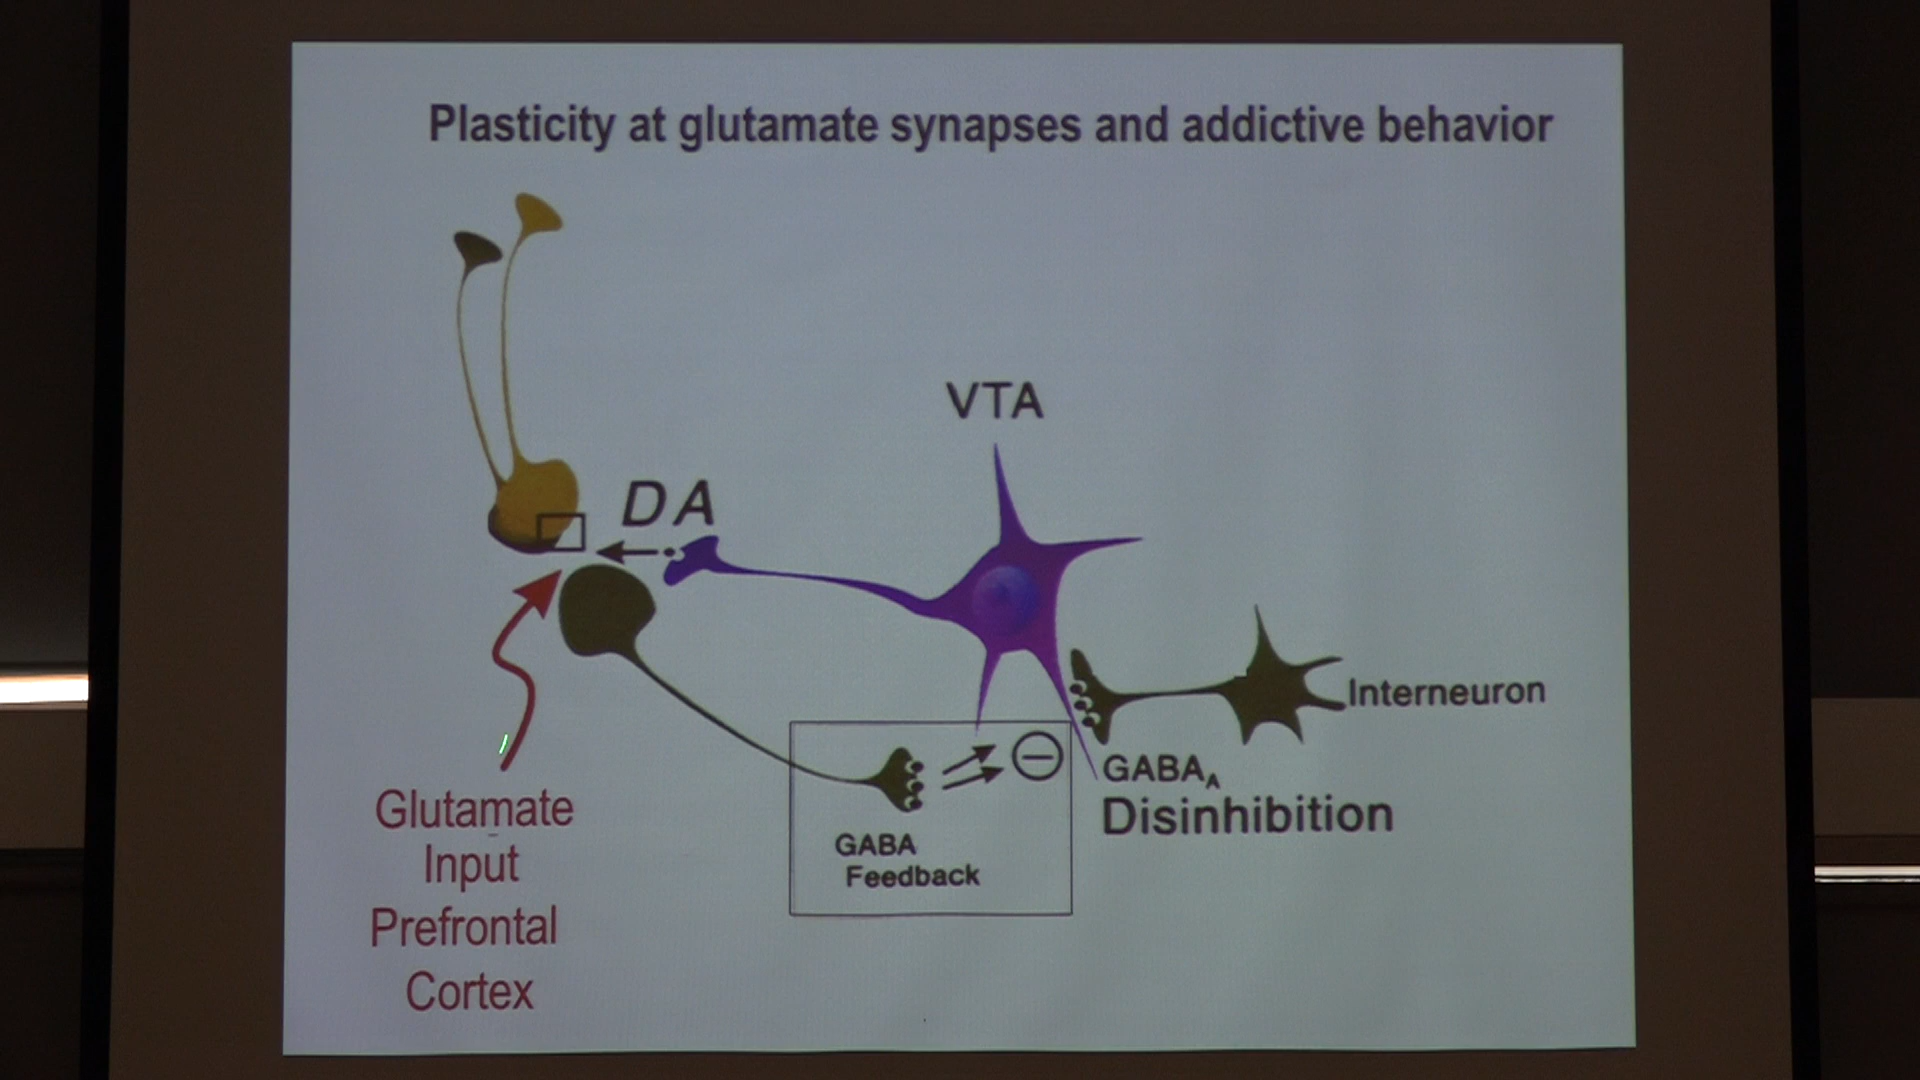 Plasticity at glutamate synapses and addictive behavior
VTA
DA
Interneuron
GABAA
Disinhibition
GABA
Feedback
Glutamate
Input
Prefrontal
Cortex